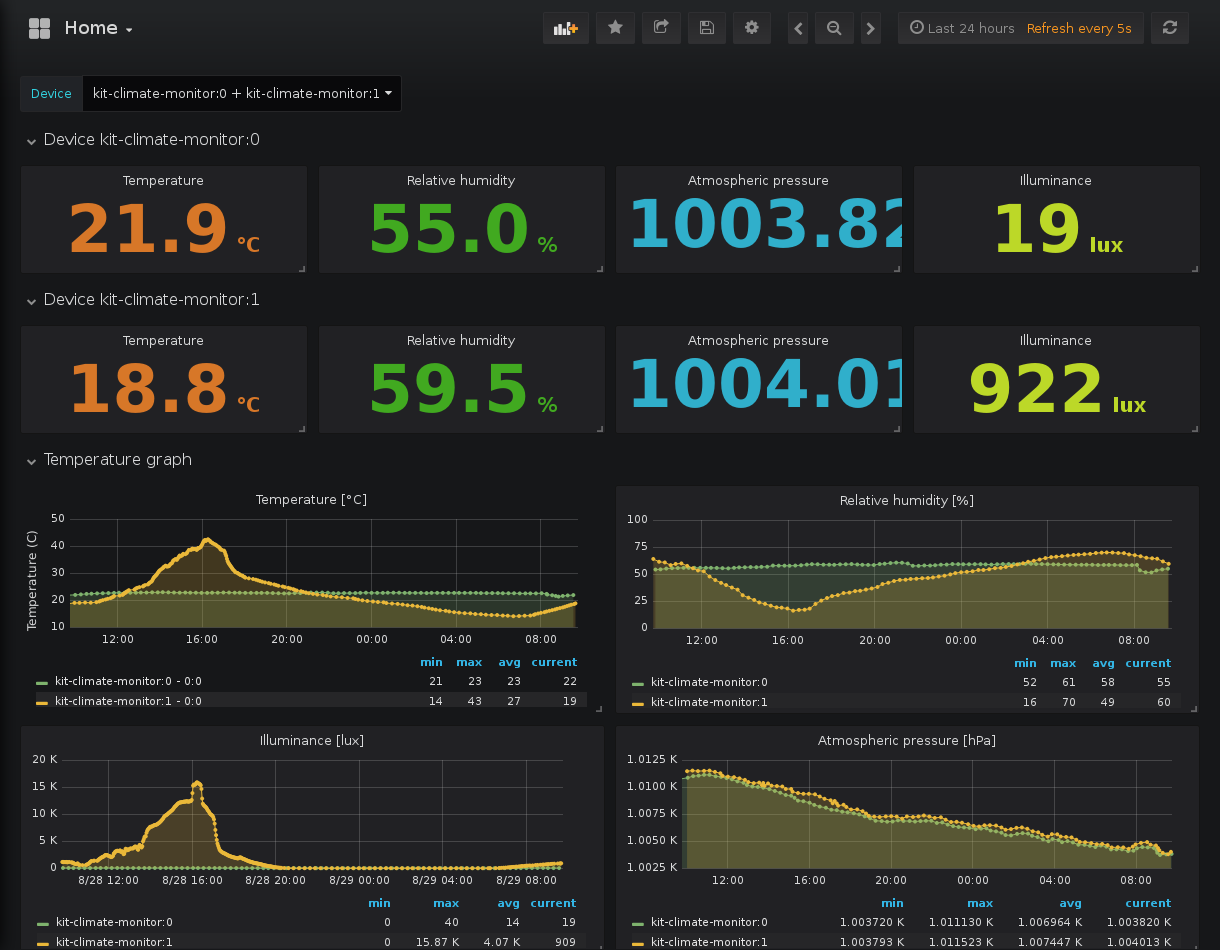 Home
Last 24 hours Refresh every 5s
Device kit-climate-monitor:0 + kit-climate-monitor:1
Device kit-climate-monitor:0
Temperature Relative humidity Atmospheric pressure Illuminance
21.9 °C 55.0 % 1003.82 19 lux
Device kit-climate-monitor:1
Temperature Relative humidity Atmospheric pressure Illuminance
18.8 °C 59.5 % 1004.01 922 lux
Temperature graph
Temperature [°C]
Temperature (C)
50
40
30
20
10
12:00 16:00 20:00 00:00 04:00 08:00
min max avg current
kit-climate-monitor:0 - 0:0 21 23 23 22
kit-climate-monitor:1 - 0:0 14 43 27 19
Relative humidity [%]
100
75
50
25
0
12:00 16:00 20:00 00:00 04:00 08:00
min max avg current
kit-climate-monitor:0 52 61 58 55
kit-climate-monitor:1 16 70 49 60
Illuminance [lux]
20 K
15 K
10 K
5 K
0
8/28 12:00 8/28 16:00 8/28 20:00 8/29 00:00 8/29 04:00 8/29 08:00
min max avg current
kit-climate-monitor:0 0 40 14 19
kit-climate-monitor:1 0 15.87 K 4.07 K 909
Atmospheric pressure [hPa]
1.0125 K
1.0100 K
1.0075 K
1.0050 K
1.0025 K
12:00 16:00 20:00 00:00 04:00 08:00
min max avg current
kit-climate-monitor:0 1.003720 K 1.011130 K 1.006964 K 1.003820 K
kit-climate-monitor:1 1.003793 K 1.011523 K 1.007447 K 1.004013 K